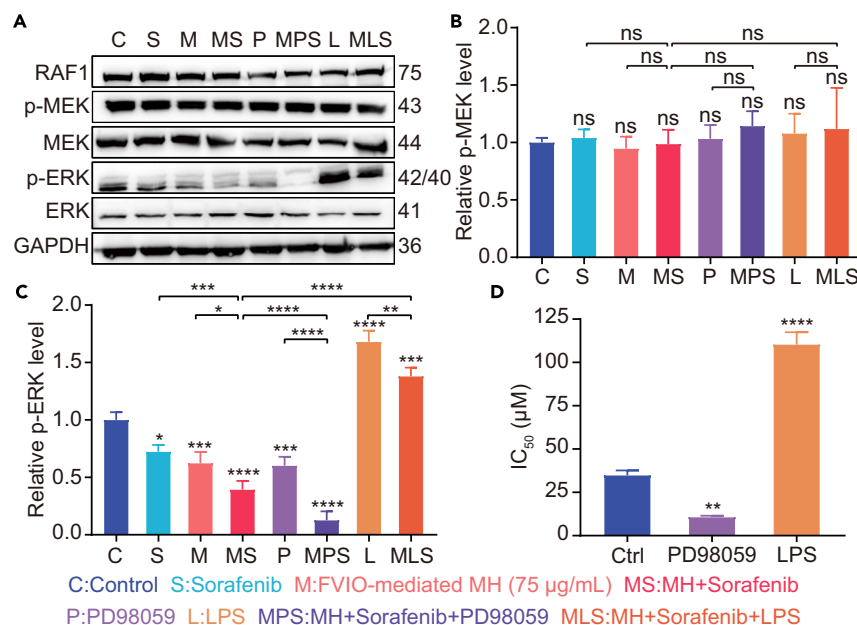 A
C S M MS P MPS L MLS
RAF1 75
p-MEK 43
MEK 44
p-ERK 42/40
ERK 41
GAPDH 36
B
Relative p-MEK level
2.0
1.5
1.0
0.5
0.0
ns ns
ns ns
ns ns
ns ns ns ns ns ns ns
C S M MS P MPS L MLS
C
Relative p-ERK level
2.0
1.5
1.0
0.5
0.0
*** ****
* **** **
****
* *** **** *** **** **** ***
C S M MS P MPS L MLS
D
IC50 (µM)
125
100
75
50
25
0
** ****
Ctrl PD98059 LPS
C:Control S:Sorafenib M:FVIO-mediated MH (75 µg/mL) MS:MH+Sorafenib
P:PD98059 L:LPS MPS:MH+Sorafenib+PD98059 MLS:MH+Sorafenib+LPS